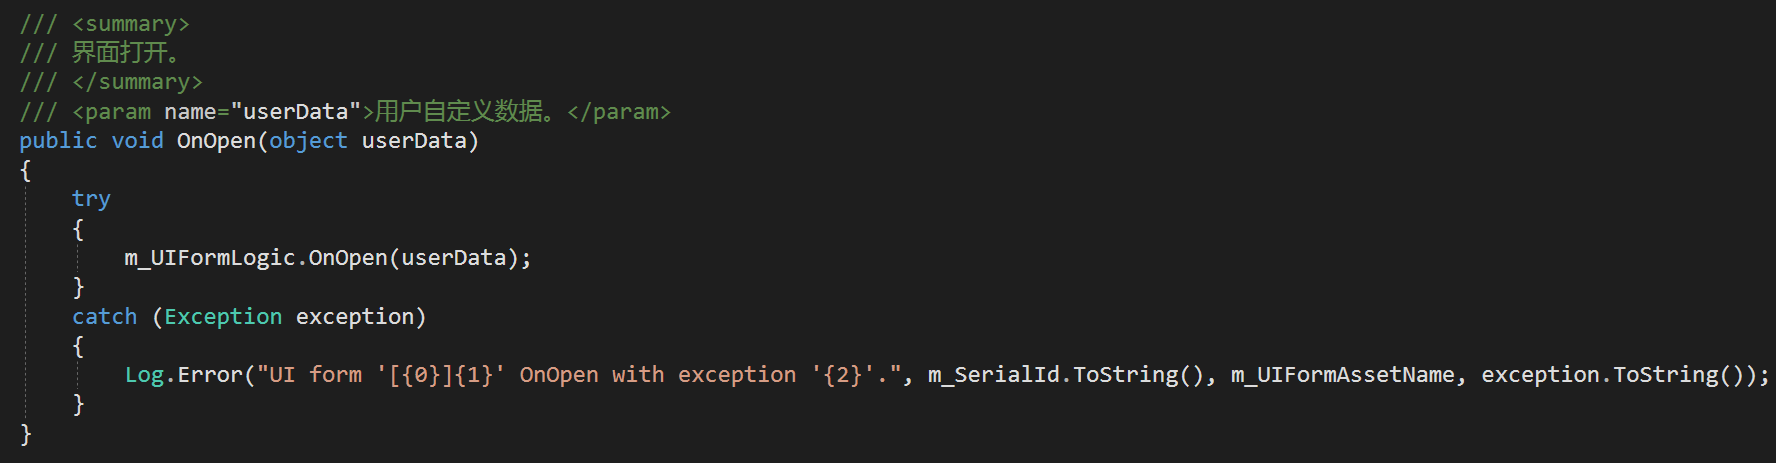 /// <summary>
/// 界面打开。
/// </summary>
/// <param name="userData">用户自定义数据。</param>
public void OnOpen(object userData)
{
    try
    {
        m_UIFormLogic.OnOpen(userData);
    }
    catch (Exception exception)
    {
        Log.Error("UI form '[{0}]{1}' OnOpen with exception '{2}'.", m_SerialId.ToString(), m_UIFormAssetName, exception.ToString());
    }
}